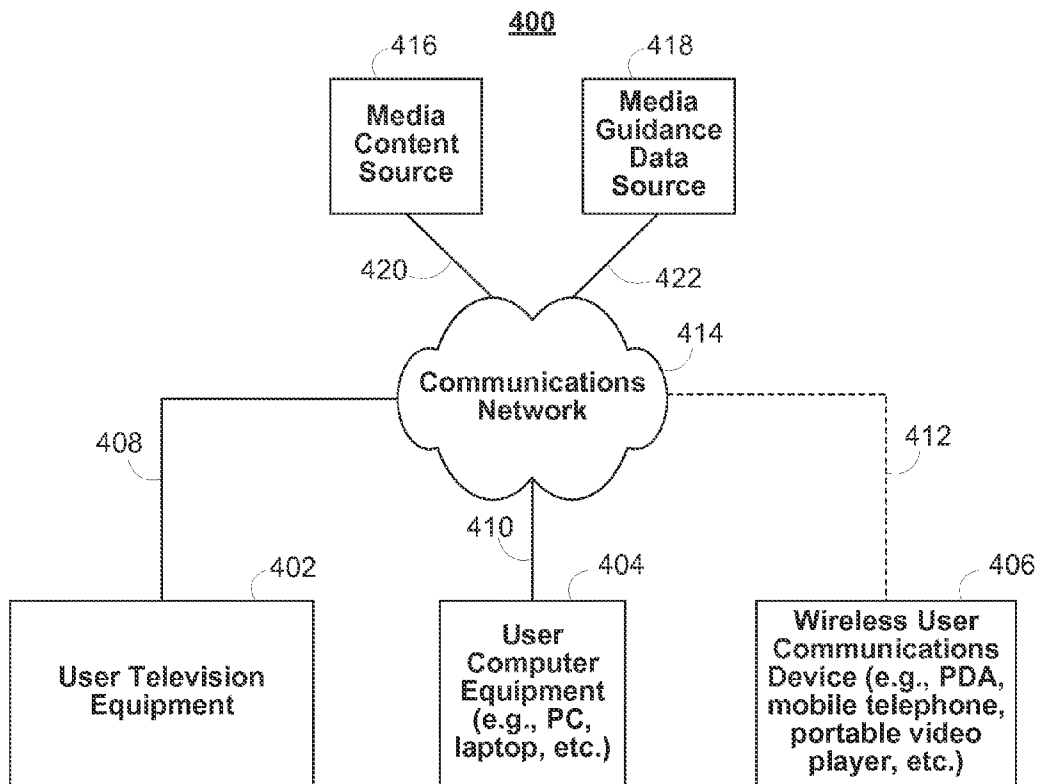 400
416
418
Media
Content
Source
Media
Guidance
Data
Source
420
422
414
Communications
Network
408
412
410
402
404
406
User Television
Equipment
User
Computer
Equipment
(e.g., PC,
laptop, etc.)
Wireless User
Communications
Device (e.g., PDA,
mobile telephone,
portable video
player, etc.)